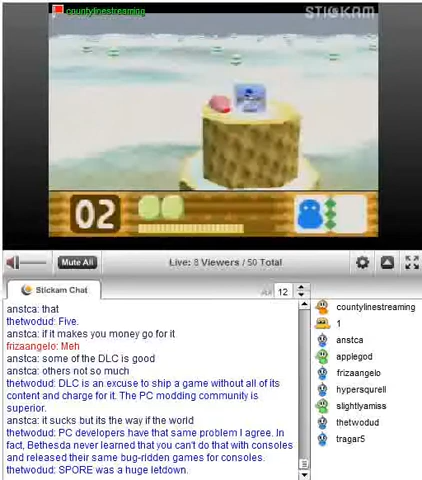 countylinestreaming
STICKAM
02
Mute All
Live: 8 Viewers / 50 Total
Stickam Chat
AA 12
anstca: that
thetwodud: Five.
anstca: if it makes you money go for it
frizaangelo: Meh
anstca: some of the DLC is good
anstca: others not so much
thetwodud: DLC is an excuse to ship a game without all of its
content and charge for it. The PC modding community is
superior.
anstca: it sucks but its the way if the world
thetwodud: PC developers have that same problem I agree. In
fact, Bethesda never learned that you can't do that with consoles
and released their same bug-ridden games for consoles.
thetwodud: SPORE was a huge letdown.
countylinestreaming
1
anstca
applegod
frizaangelo
hypersqurell
slightlyamiss
thetwodud
tragar5